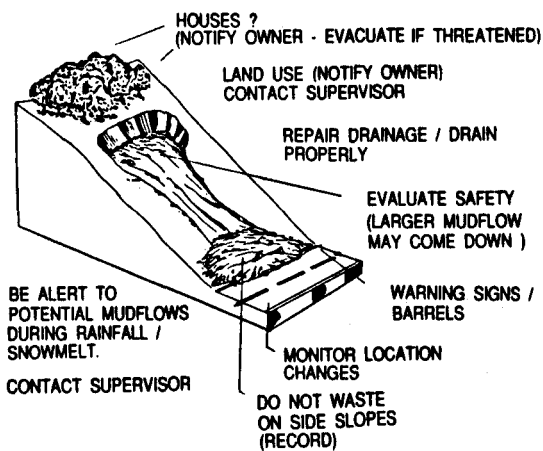 HOUSES ?
(NOTIFY OWNER - EVACUATE IF THREATENED)
LAND USE (NOTIFY OWNER)
CONTACT SUPERVISOR
REPAIR DRAINAGE / DRAIN
PROPERLY
EVALUATE SAFETY
(LARGER MUDFLOW
MAY COME DOWN )
WARNING SIGNS /
BARRELS
BE ALERT TO
POTENTIAL MUDFLOWS
DURING RAINFALL /
SNOWMELT.
CONTACT SUPERVISOR
MONITOR LOCATION
CHANGES
DO NOT WASTE
ON SIDE SLOPES
(RECORD)